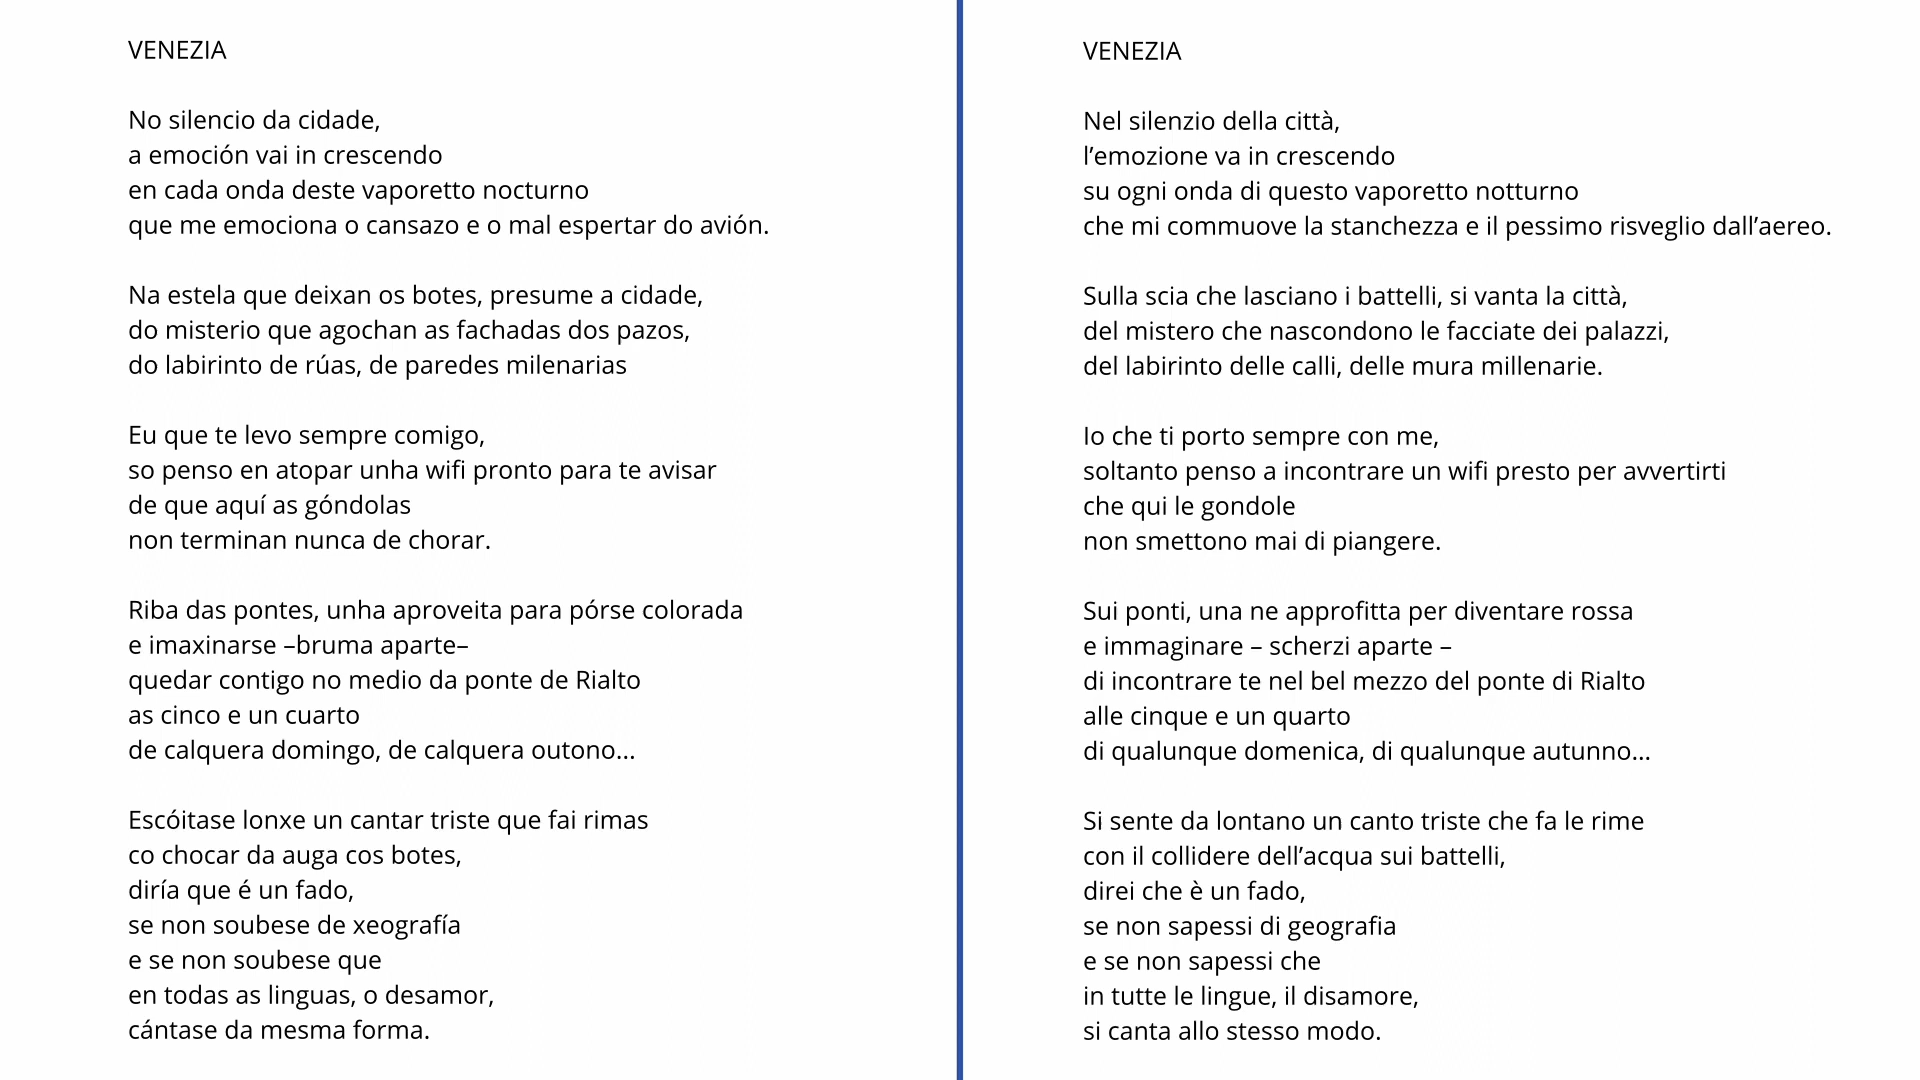 VENEZIA
No silencio da cidade,
a emoción vai in crescendo
en cada onda deste vaporetto nocturno
que me emociona o cansazo e o mal espertar do avión.
Na estela que deixan os botes, presume a cidade,
do misterio que agochan as fachadas dos pazos,
do labirinto de rúas, de paredes milenarias
Eu que te levo sempre comigo,
so penso en atopar unha wifi pronto para te avisar
de que aquí as góndolas
non terminan nunca de chorar.
Riba das pontes, unha aproveita para pórse colorada
e imaxinarse –bruma aparte–
quedar contigo no medio da ponte de Rialto
as cinco e un cuarto
de calquera domingo, de calquera outono...
Escóitase lonxe un cantar triste que fai rimas
co chocar da auga cos botes,
diría que é un fado,
se non soubese de xeografía
e se non soubese que
en todas as linguas, o desamor,
cántase da mesma forma.
VENEZIA
Nel silenzio della città,
l’emozione va in crescendo
su ogni onda di questo vaporetto notturno
che mi commuove la stanchezza e il pessimo risveglio dall’aereo.
Sulla scia che lasciano i battelli, si vanta la città,
del mistero che nascondono le facciate dei palazzi,
del labirinto delle calli, delle mura millenarie.
Io che ti porto sempre con me,
soltanto penso a incontrare un wifi presto per avvertirti
che qui le gondole
non smettono mai di piangere.
Sui ponti, una ne approfitta per diventare rossa
e immaginare – scherzi aparte –
di incontrare te nel bel mezzo del ponte di Rialto
alle cinque e un quarto
di qualunque domenica, di qualunque autunno...
Si sente da lontano un canto triste che fa le rime
con il collidere dell’acqua sui battelli,
direi che è un fado,
se non sapessi di geografia
e se non sapessi che
in tutte le lingue, il disamore,
si canta allo stesso modo.